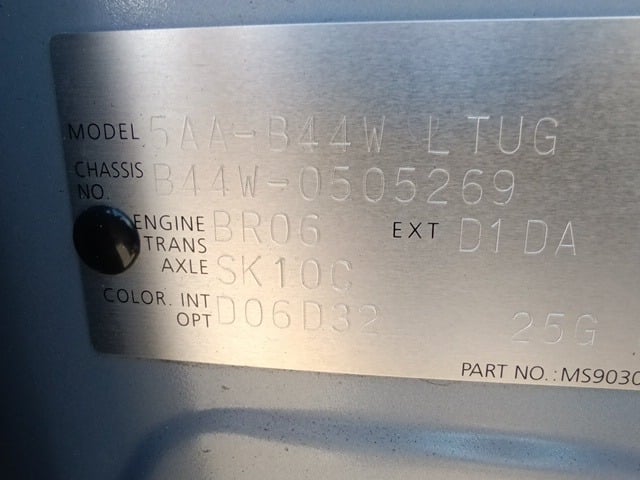 MODEL 5AA-B44W LTUG
CHASSIS NO. B44W-0505269
ENGINE BR06 EXT D1DA
TRANS AXLE SK10C
COLOR. INT
OPT D06D32 25G
PART NO.:MS9030